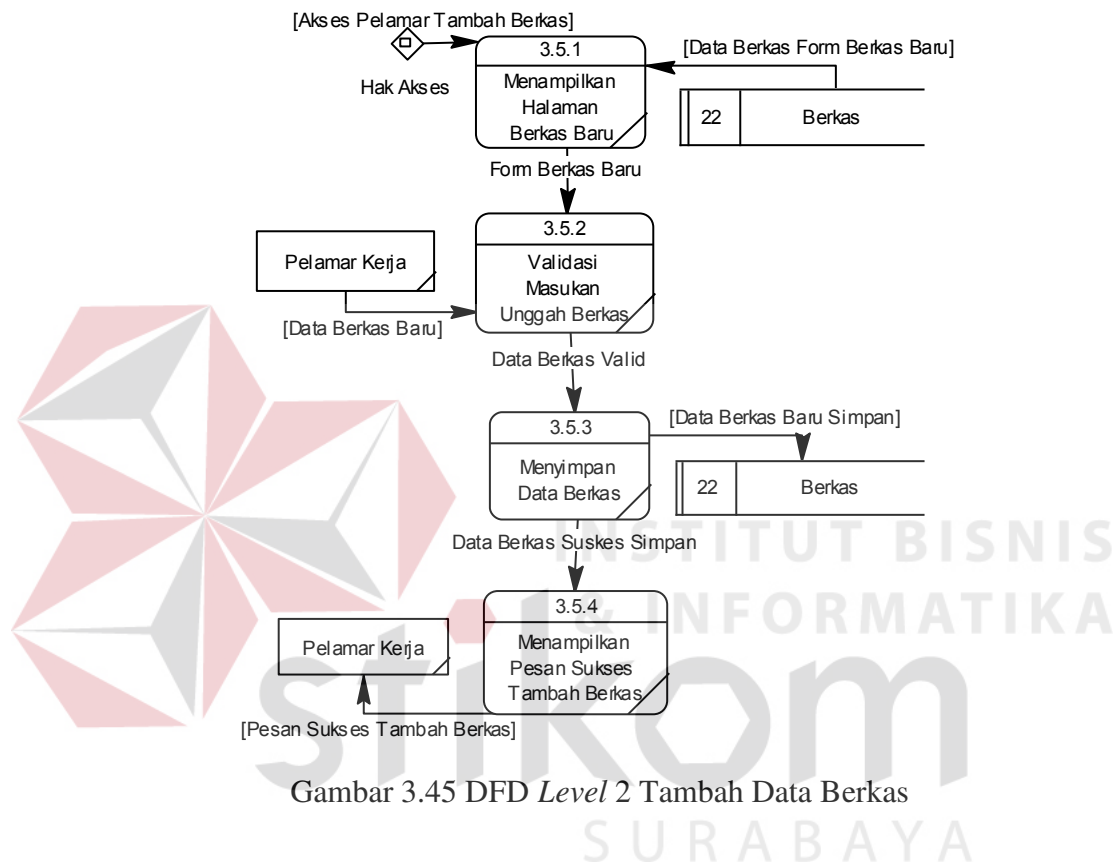 [Akses Pelamar Tambah Berkas]
Hak Akses
3.5.1
Menampilkan
Halaman
Berkas Baru
[Data Berkas Form Berkas Baru]
22
Berkas
Form Berkas Baru
3.5.2
Validasi
Masukan
Unggah Berkas
Pelamar Kerja
[Data Berkas Baru]
Data Berkas Valid
3.5.3
Menyimpan
Data Berkas
[Data Berkas Baru Simpan]
22
Berkas
Data Berkas Suskes Simpan
3.5.4
Menampilkan
Pesan Sukses
Tambah Berkas
Pelamar Kerja
[Pesan Sukses Tambah Berkas]
INSTITUT BISNIS
& INFORMATIKA
stikom
SURABAYA
Gambar 3.45 DFD Level 2 Tambah Data Berkas